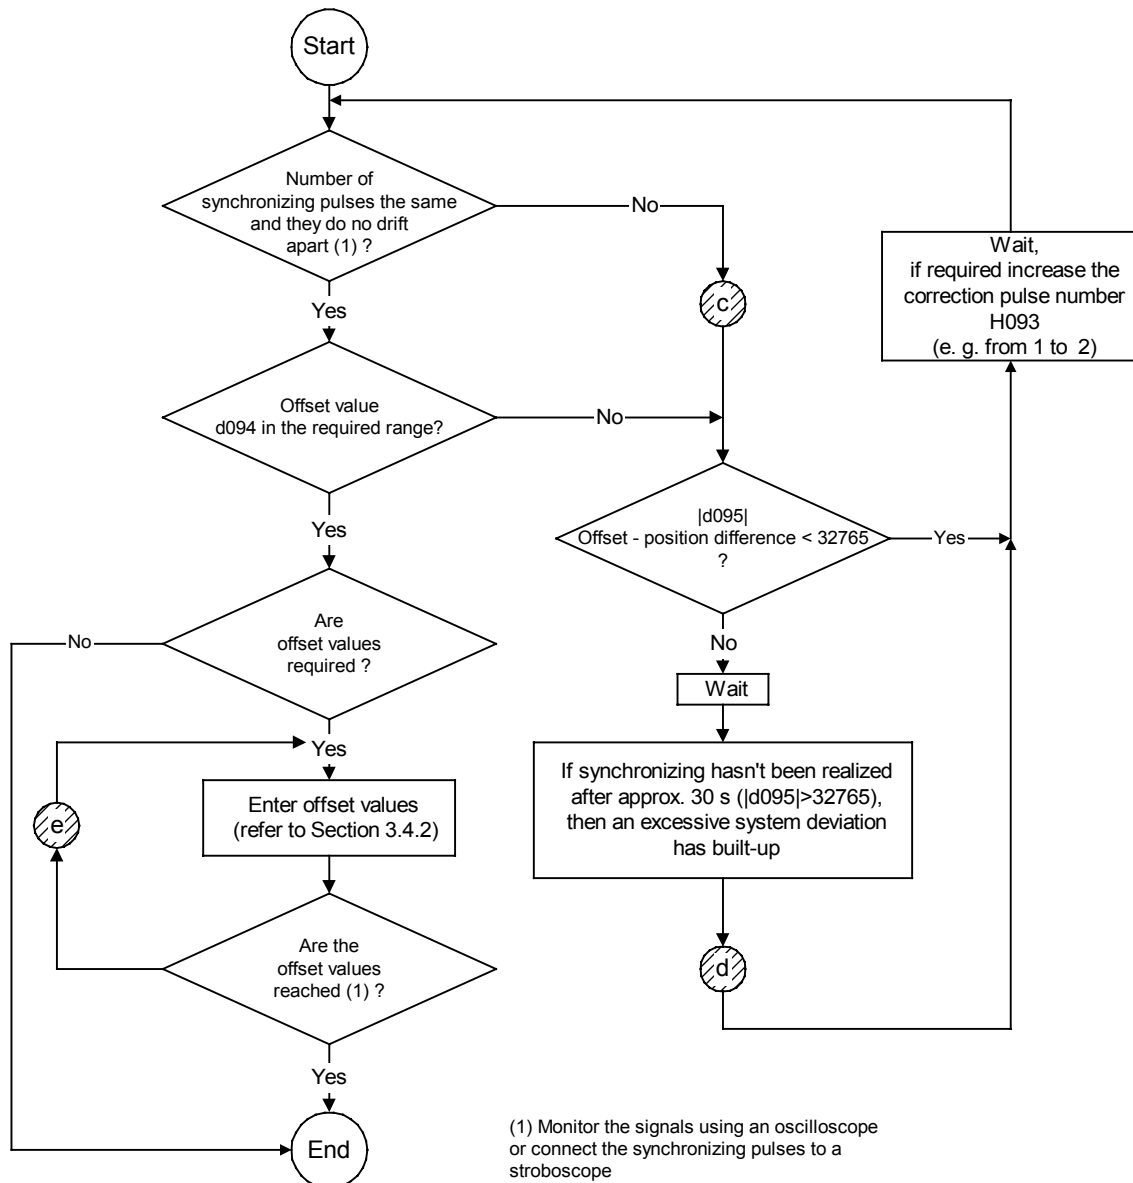 Start
Number of
synchronizing pulses the same
and they do no drift
apart (1) ?
No
Yes
c
Wait,
if required increase the
correction pulse number
H093
(e. g. from 1 to 2)
Offset value
d094 in the required range?
No
Yes
|d095|
Offset - position difference < 32765
?
Yes
No
Are
offset values
required ?
No
Yes
Wait
Enter offset values
(refer to Section 3.4.2)
e
If synchronizing hasn't been realized
after approx. 30 s (|d095|>32765),
then an excessive system deviation
has built-up
Are the
offset values
reached (1) ?
d
Yes
End
(1) Monitor the signals using an oscilloscope
or connect the synchronizing pulses to a
stroboscope